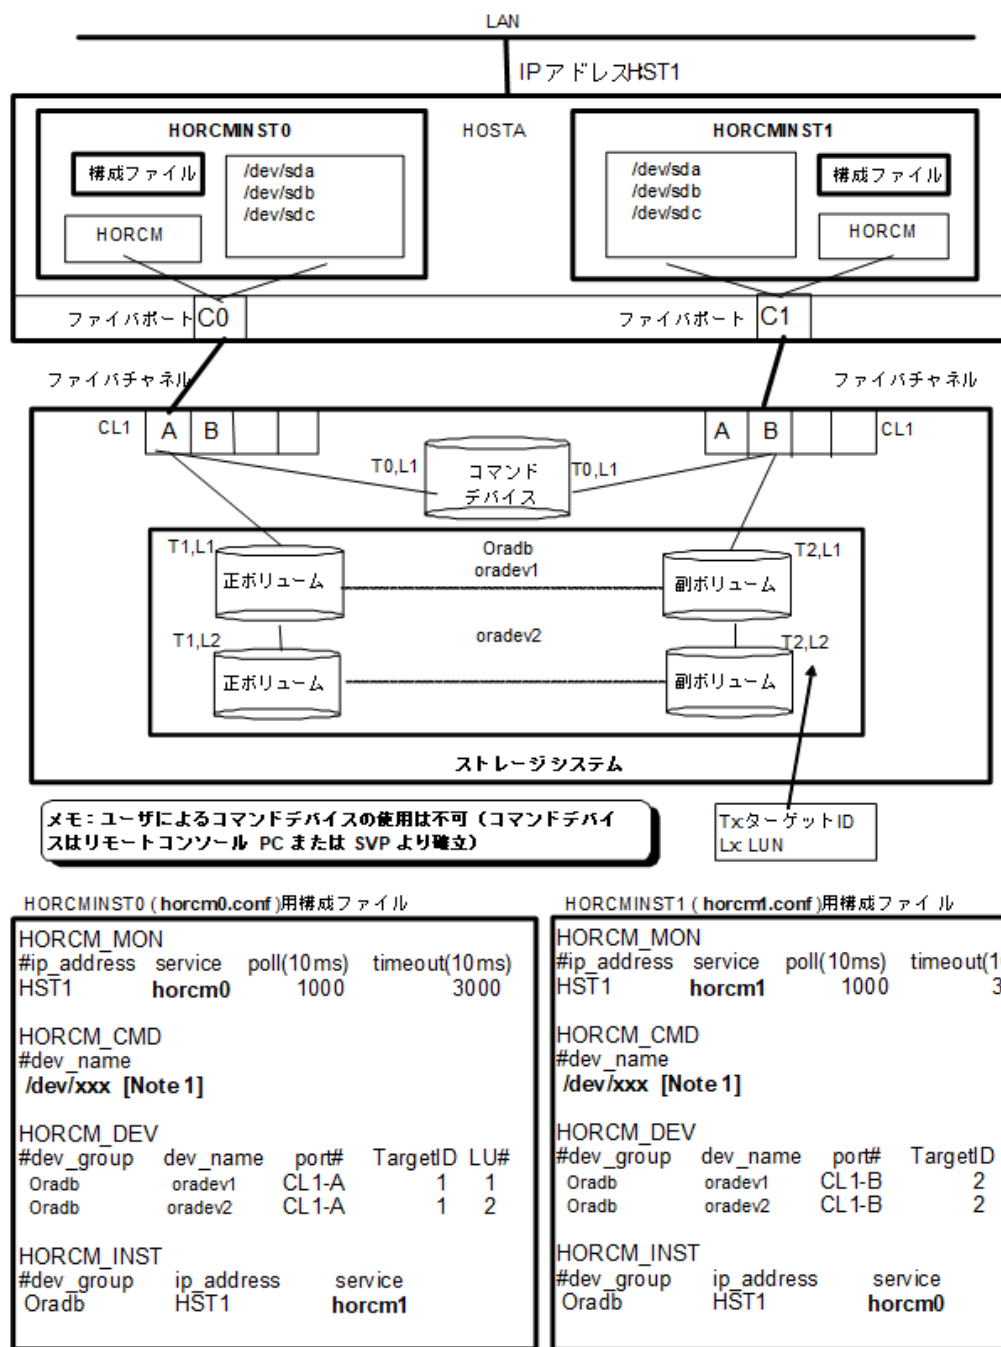 LAN
IPアドレスHST1
HORCMINST0
HOSTA
HORCMINST1
構成ファイル
/dev/sda
/dev/sdb
/dev/sdc
HORCM
/dev/sda
/dev/sdb
/dev/sdc
構成ファイル
HORCM
ファイバポート
C0
ファイバポート
C1
ファイバチャネル
ファイバチャネル
CL1
A
B
A
B
CL1
T0,L1
コマンド
デバイス
T0,L1
T1,L1
正ボリューム
Oradb
oradev1
T2,L1
副ボリューム
T1,L2
正ボリューム
oradev2
T2,L2
副ボリューム
ストレージシステム
メモ：ユーザによるコマンドデバイスの使用は不可（コマンドデバイ
スはリモートコンソール PC または SVP より確立）
Tx:ターゲットID
Lx: LUN
HORCMINST0 (horcm0.conf)用構成ファイル
HORCM_MON
#ip_address service poll(10ms) timeout(10ms)
HST1 horcm0 1000 3000
HORCM_CMD
#dev_name
/dev/xxx [Note 1]
HORCM_DEV
#dev_group dev_name port# TargetID LU#
Oradb oradev1 CL1-A 1 1
Oradb oradev2 CL1-A 1 2
HORCM_INST
#dev_group ip_address service
Oradb HST1 horcm1
HORCMINST1 (horcm1.conf)用構成ファイル
HORCM_MON
#ip_address service poll(10ms) timeout(1
HST1 horcm1 1000 3
HORCM_CMD
#dev_name
/dev/xxx [Note 1]
HORCM_DEV
#dev_group dev_name port# TargetID
Oradb oradev1 CL1-B 2
Oradb oradev2 CL1-B 2
HORCM_INST
#dev_group ip_address service
Oradb HST1 horcm0